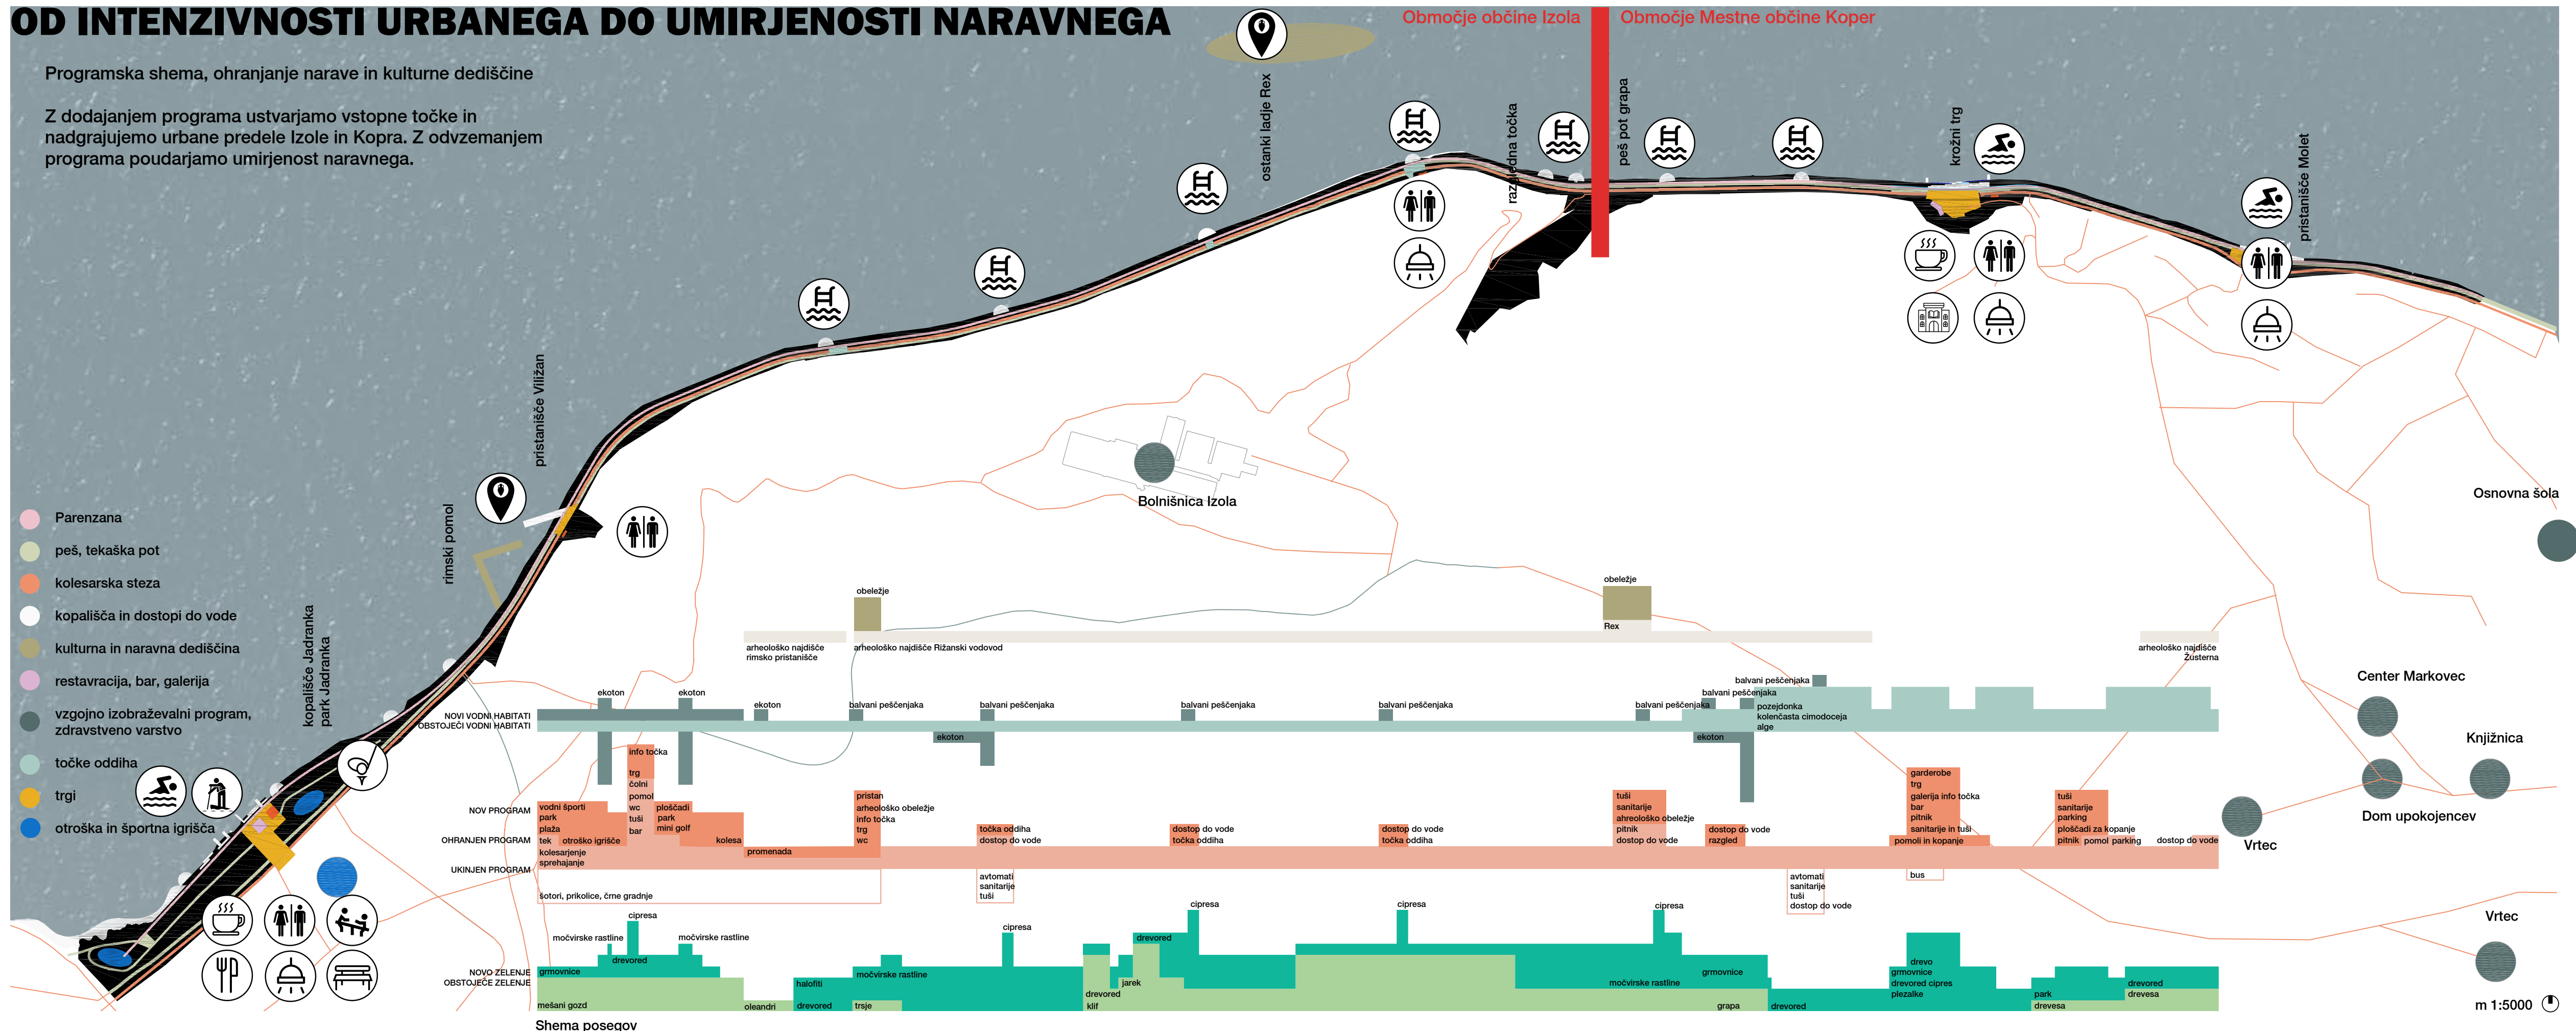 OD INTENZIVNOSTI URBANEGA DO UMIRJENOSTI NARAVNEGA
Programska shema, ohranjanje narave in kulturne dediščine
Z dodajanjem programa ustvarjamo vstopne točke in
nadgrajujemo urbane predele Izole in Kopra. Z odvzemanjem
programa poudarjamo umirjenost naravnega.
Območje občine Izola
Območje Mestne občine Koper
ostanki ladje Rex
razgledna točka
peš pot grapa
krožni trg
pristanišče Molet
pristanišče Viližan
rimski pomol
kopališče Jadranka
park Jadranka
Bolnišnica Izola
Osnovna šola
Center Markovec
Knjižnica
Dom upokojencev
Vrtec
Vrtec
Parenzana
peš, tekaška pot
kolesarska steza
kopališča in dostopi do vode
kulturna in naravna dediščina
restavracija, bar, galerija
vzgojno izobraževalni program,
zdravstveno varstvo
točke oddiha
trgi
otroška in športna igrišča
obeležje
obeležje
Rex
arheološko najdišče
rimsko pristanišče
arheološko najdišče Rižanski vodovod
arheološko najdišče
Žusterna
NOVI VODNI HABITATI
OBSTOJEČI VODNI HABITATI
ekoton
ekoton
ekoton
balvani peščenjaka
balvani peščenjaka
balvani peščenjaka
balvani peščenjaka
balvani peščenjaka
balvani peščenjaka
balvani peščenjaka
pozejdonka
kolenčasta cimodoceja
alge
ekoton
ekoton
NOV PROGRAM
OHRANJEN PROGRAM
UKINJEN PROGRAM
vodni športi
park
plaža
tek
otroško igrišče
kolesarjenje
sprehajanje
info točka
trg
čolni
pomol
wc
tuši
bar
ploščadi
park
mini golf
kolesa
promenada
pristan
arheološko obeležje
info točka
trg
wc
točka oddiha
dostop do vode
dostop do vode
točka oddiha
dostop do vode
točka oddiha
tuši
sanitarije
ahreološko obeležje
pitnik
dostop do vode
dostop do vode
razgled
garderobe
trg
galerija info točka
bar
pitnik
sanitarije in tuši
pomoli in kopanje
tuši
sanitarije
parking
ploščadi za kopanje
pitnik
pomol
parking
dostop do vode
šotori, prikolice, črne gradnje
avtomati
sanitarije
tuši
avtomati
sanitarije
tuši
dostop do vode
bus
NOVO ZELENJE
OBSTOJEČE ZELENJE
cipresa
močvirske rastline
močvirske rastline
drevored
grmovnice
mešani gozd
oleandri
halofiti
drevored
močvirske rastline
trsje
cipresa
drevored
klif
jarek
drevored
cipresa
cipresa
cipresa
močvirske rastline
grmovnice
grapa
drevored
drevo
grmovnice
drevored cipres
plezalke
park
drevesa
drevored
drevesa
Shema posegov
m 1:5000